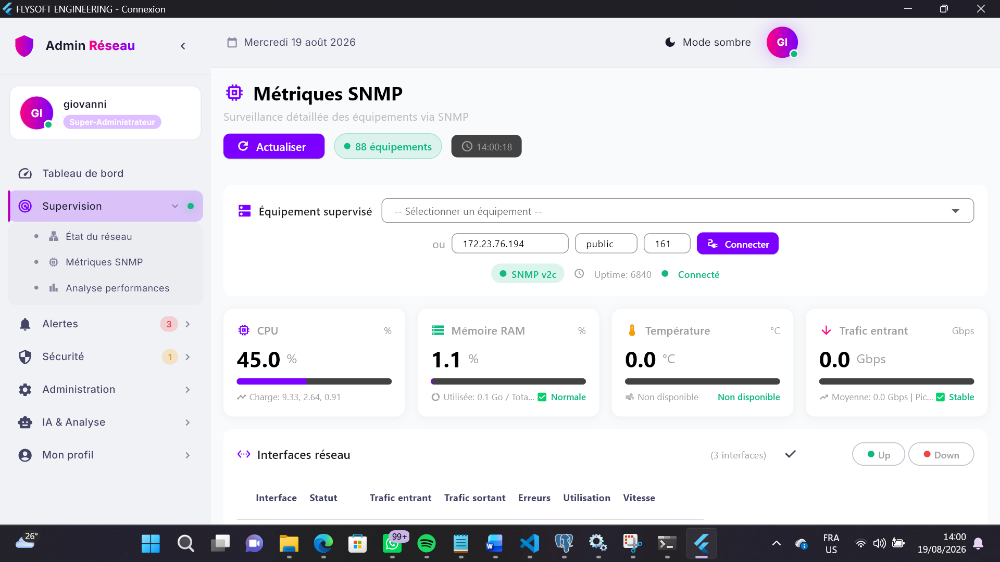 FLYSOFT ENGINEERING - Connexion
Admin Réseau
Mercredi 19 août 2026
Mode sombre
GI
GI
giovanni
Super-Administrateur
Tableau de bord
Supervision
État du réseau
Métriques SNMP
Analyse performances
Alertes
3
Sécurité
1
Administration
IA & Analyse
Mon profil
Métriques SNMP
Surveillance détaillée des équipements via SNMP
Actualiser
88 équipements
14:00:18
Équipement supervisé
-- Sélectionner un équipement --
ou
172.23.76.194
public
161
Connecter
SNMP v2c
Uptime: 6840
Connecté
CPU
%
45.0 %
Charge: 9.33, 2.64, 0.91
Mémoire RAM
%
1.1 %
Utilisée: 0.1 Go / Tota...
Normale
Température
°C
0.0 °C
Non disponible
Non disponible
Trafic entrant
Gbps
0.0 Gbps
Moyenne: 0.0 Gbps | Pic...
Stable
Interfaces réseau
(3 interfaces)
Up
Down
Interface Statut Trafic entrant Trafic sortant Erreurs Utilisation Vitesse
26°
99+
FRA
US
14:00
19/08/2026